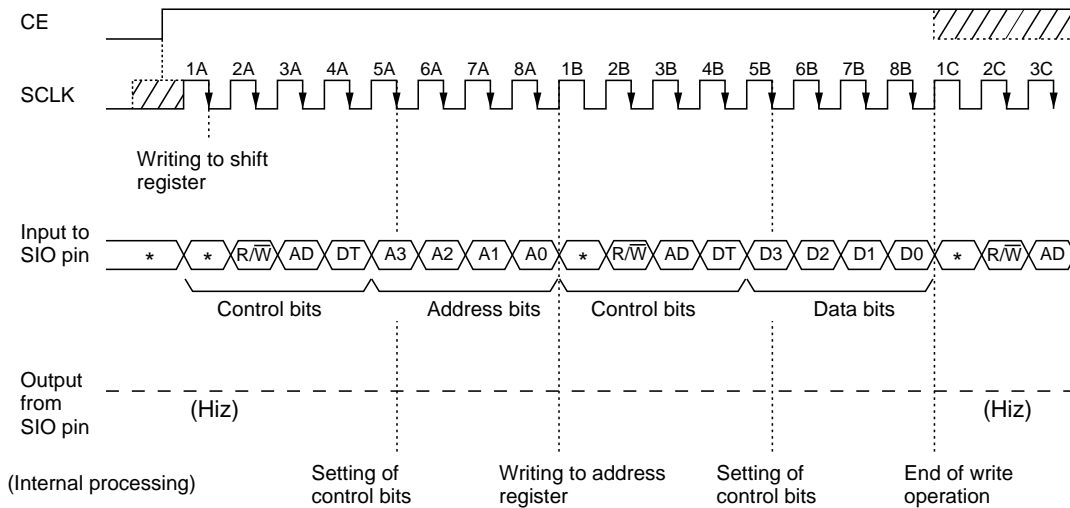 CE
1A 2A 3A 4A 5A 6A 7A 8A 1B 2B 3B 4B 5B 6B 7B 8B 1C 2C 3C
SCLK
Writing to shift
register
Input to
SIO pin
* * R/W̅ AD DT A3 A2 A1 A0 * R/W̅ AD DT D3 D2 D1 D0 * R/W̅ AD
Control bits Address bits Control bits Data bits
Output
from
SIO pin
(Hiz) (Hiz)
(Internal processing)
Setting of
control bits
Writing to address
register
Setting of
control bits
End of write
operation